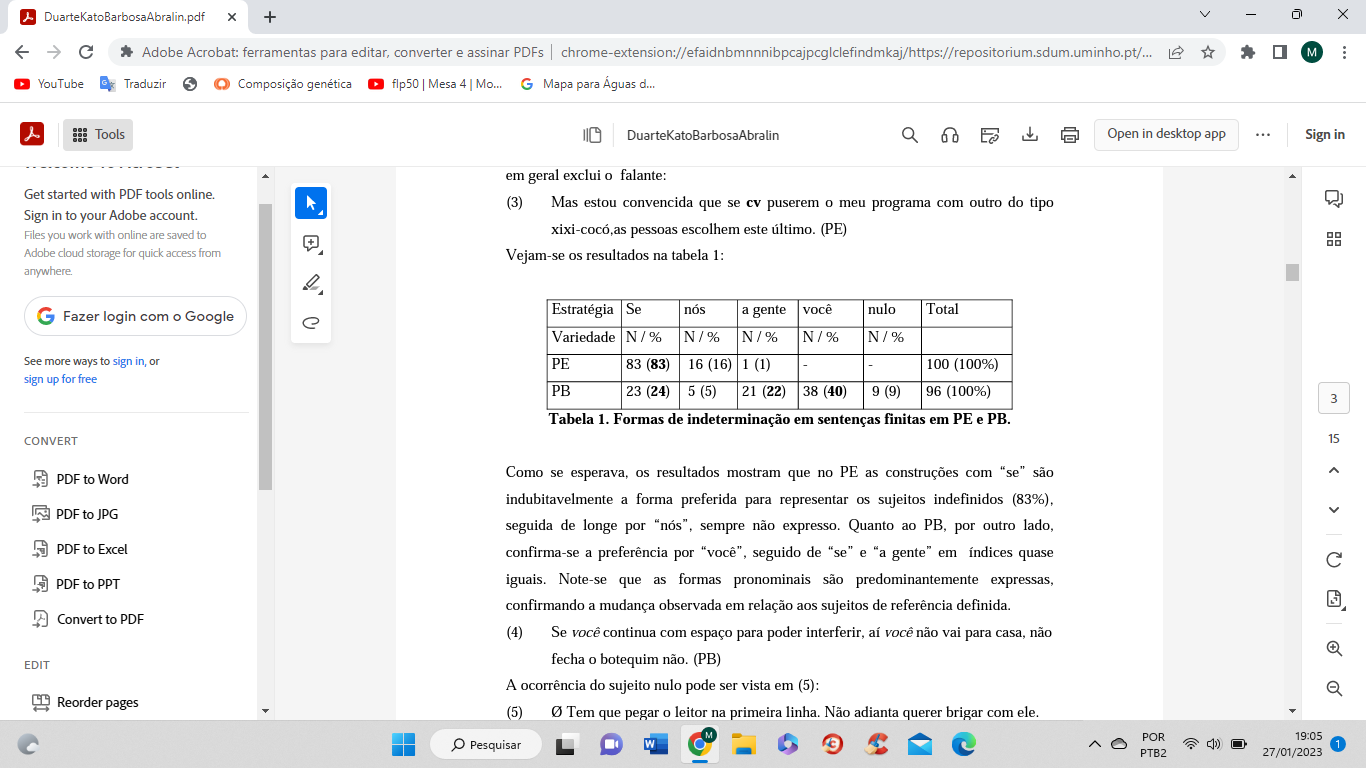 DuarteKatoBarbosaAbralin.pdf
Adobe Acrobat: ferramentas para editar, converter e assinar PDFs | chrome-extension://efaidnbmnnnibpcajpcglclefindmkaj/https://repositorium.sdum.uminho.pt/...
M
YouTube Traduzir Composição genética flp50 | Mesa 4 | Mo... Mapa para Águas d...
Tools DuarteKatoBarbosaAbralin Open in desktop app Sign in
Get started with PDF tools online.
Sign in to your Adobe account.
Files you work with online are saved to
Adobe cloud storage for quick access from
anywhere.
Fazer login com o Google
See more ways to sign in, or
sign up for free
CONVERT
PDF to Word
PDF to JPG
PDF to Excel
PDF to PPT
Convert to PDF
EDIT
Reorder pages
em geral exclui o falante:
(3) Mas estou convencida que se cv puserem o meu programa com outro do tipo
xixi-cocó,as pessoas escolhem este último. (PE)
Vejam-se os resultados na tabela 1:
Estratégia Se nós a gente você nulo Total
Variedade N / % N / % N / % N / % N / %
PE 83 (83) 16 (16) 1 (1) - - 100 (100%)
PB 23 (24) 5 (5) 21 (22) 38 (40) 9 (9) 96 (100%)
Tabela 1. Formas de indeterminação em sentenças finitas em PE e PB.
Como se esperava, os resultados mostram que no PE as construções com “se” são
indubitavelmente a forma preferida para representar os sujeitos indefinidos (83%),
seguida de longe por “nós”, sempre não expresso. Quanto ao PB, por outro lado,
confirma-se a preferência por “você”, seguido de “se” e “a gente” em índices quase
iguais. Note-se que as formas pronominais são predominantemente expressas,
confirmando a mudança observada em relação aos sujeitos de referência definida.
(4) Se você continua com espaço para poder interferir, aí você não vai para casa, não
fecha o botequim não. (PB)
A ocorrência do sujeito nulo pode ser vista em (5):
(5) Ø Tem que pegar o leitor na primeira linha. Não adianta querer brigar com ele.
3
15
Pesquisar
M
POR
PTB2
19:05
27/01/2023
1